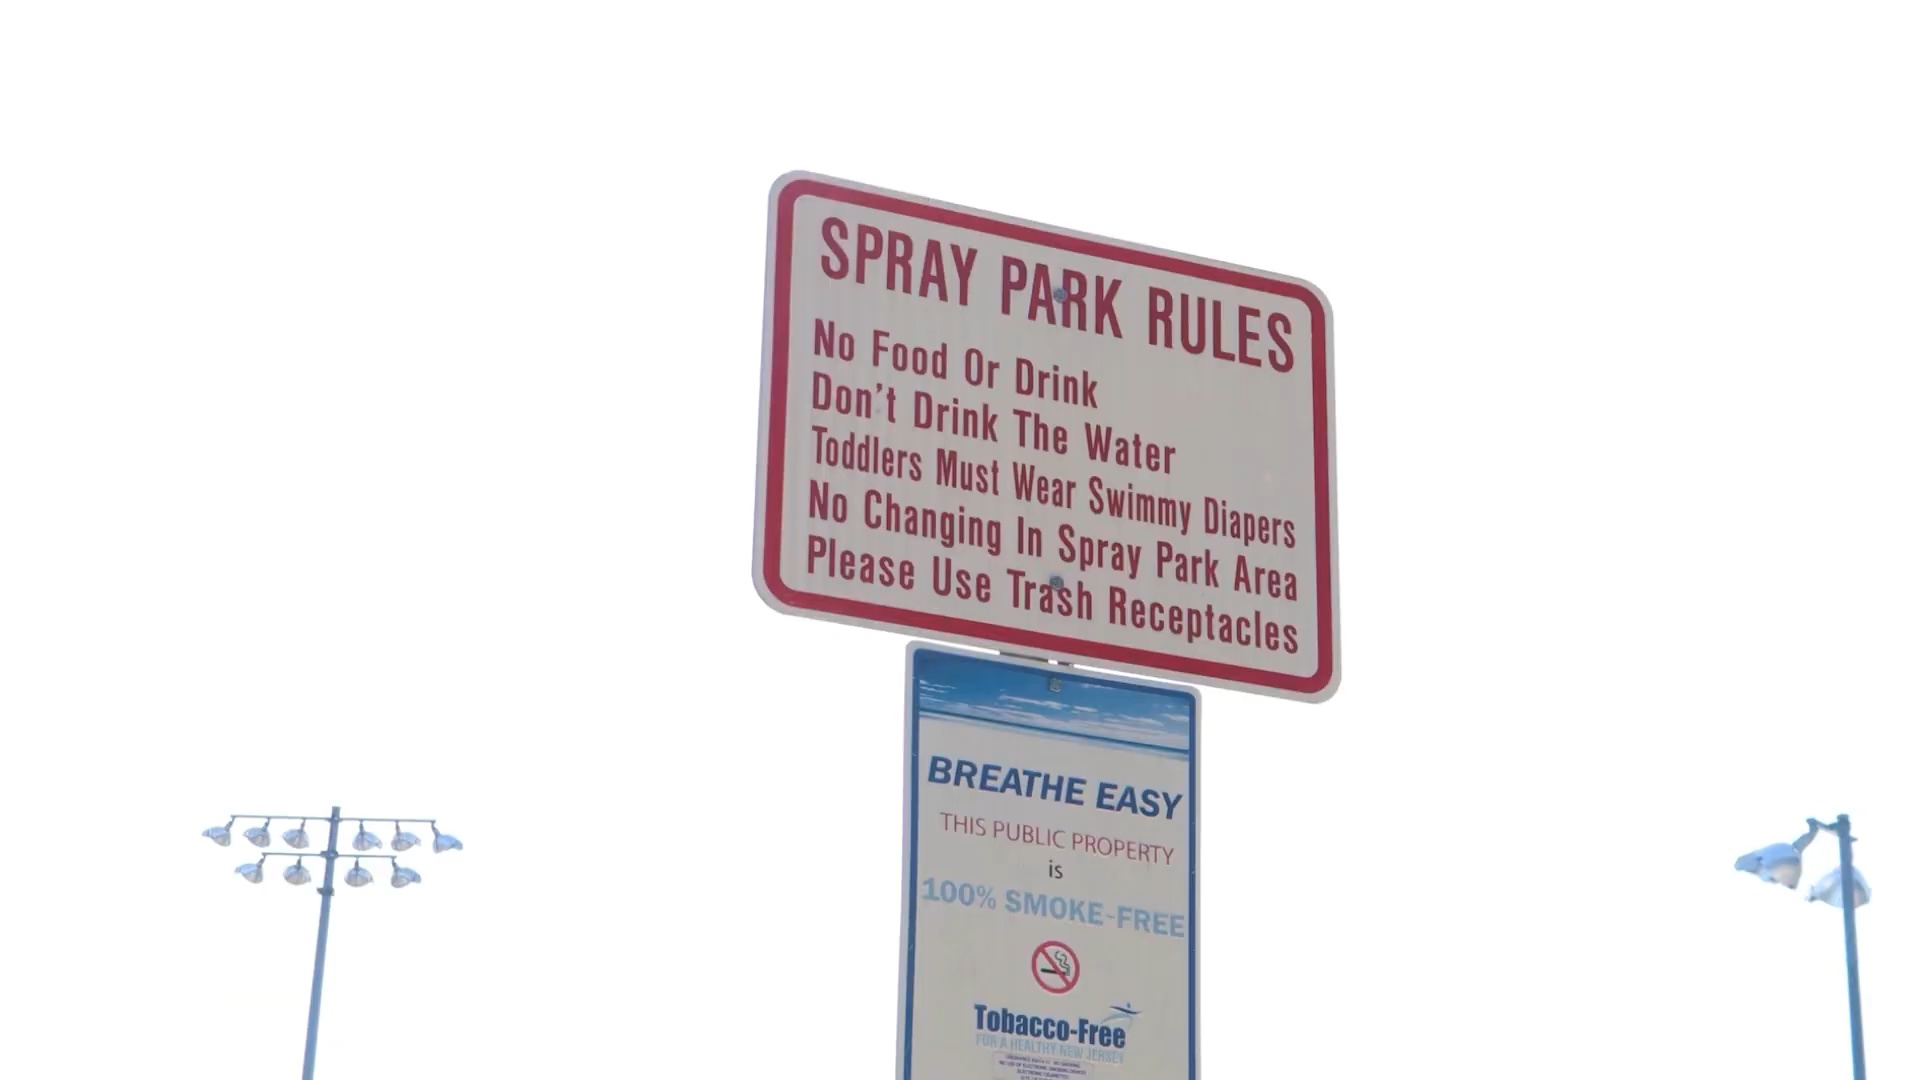 SPRAY PARK RULES
No Food Or Drink
Don't Drink The Water
Toddlers Must Wear Swimmy Diapers
No Changing In Spray Park Area
Please Use Trash Receptacles
BREATHE EASY
THIS PUBLIC PROPERTY
is
100% SMOKE-FREE
Tobacco-Free
FOR A HEALTHY NEW JERSEY